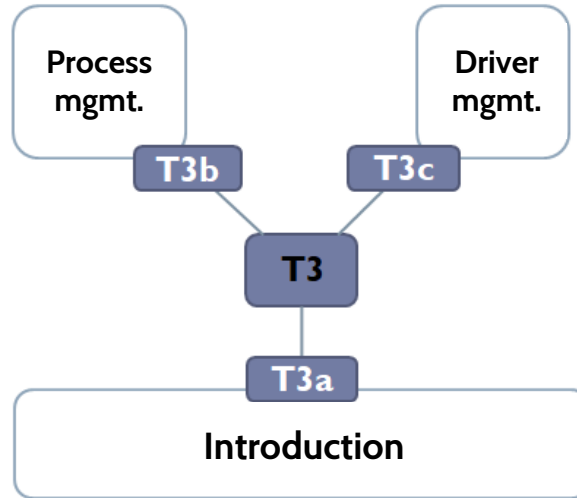 Process
mgmt.
Driver
mgmt.
T3b
T3c
T3
T3a
Introduction